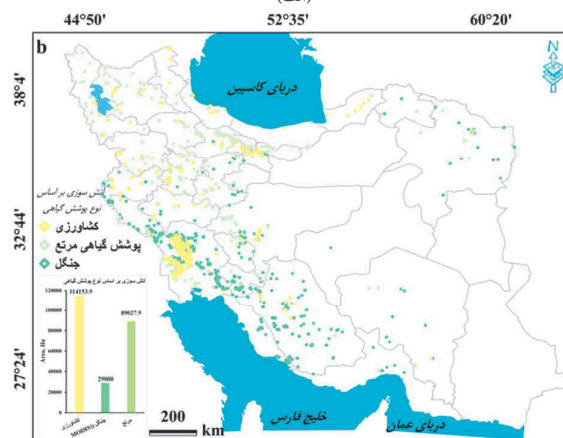 (الف)
44°50' 52°35' 60°20'
b
N
38°4'
دریای کاسپین
32°44'
27°24'
آتش سوزی بر اساس
نوع پوشش گیاهی
کشاورزی
پوشش گیاهی مرتع
جنگل
آتش سوزی بر اساس نوع پوشش گیاهی
Area, Ha
120000
100000
80000
60000
40000
20000
0
114153.9
29000
89027.9
کشاورزی
جنگل (MODIS)
مرتع
200
km
خلیج فارس
دریای عمان